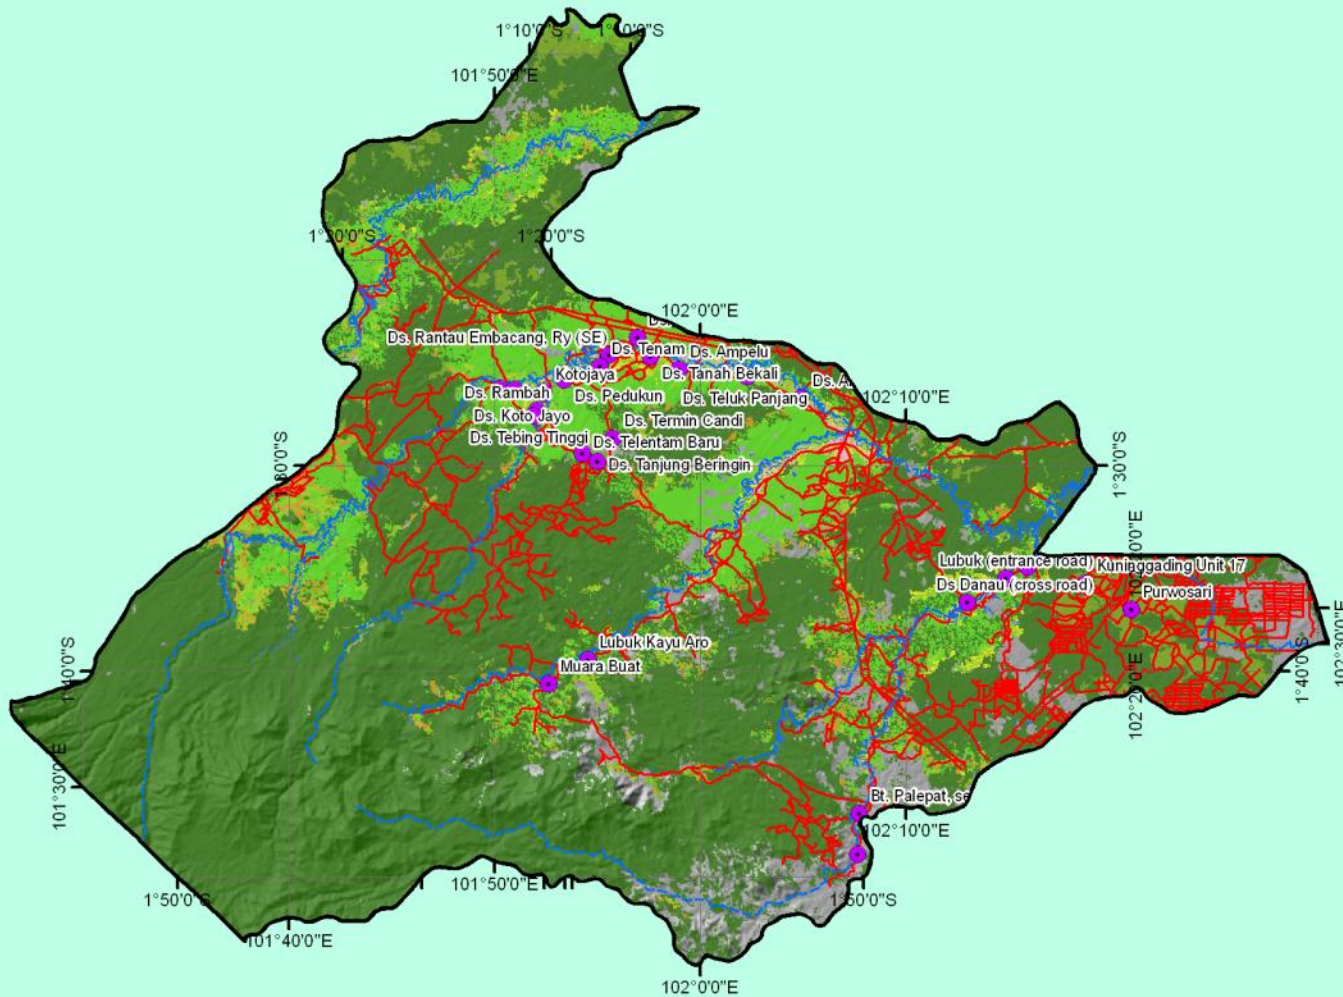 1°10'0"S
1°10'0"S
101°50'0"E
1°20'0"S
1°20'0"S
102°0'0"E
Ds.
Ds. Rantau Embacang, Ry (SE)
Ds. Tenam
Ds. Ampelu
Kotojaya
Ds. Tanah Bekali
Ds. A
Ds. Rambah
Ds. Pedukun
Ds. Teluk Panjang
102°10'0"E
Ds. Koto Jayo
Ds. Termin Candi
Ds. Tebing Tinggi
Ds. Telentam Baru
Ds. Tanjung Beringin
1°30'0"S
Lubuk (entrance road)
Kuninggading Unit 17
Ds Danau (cross road)
Purwosari
102°30'0"E
Lubuk Kayu Aro
Muara Buat
1°40'0"S
1°40'0"S
102°20'0"E
101°30'0"E
Bt. Palepat, se
102°10'0"E
101°50'0"E
1°50'0"S
1°50'0"S
101°40'0"E
102°0'0"E